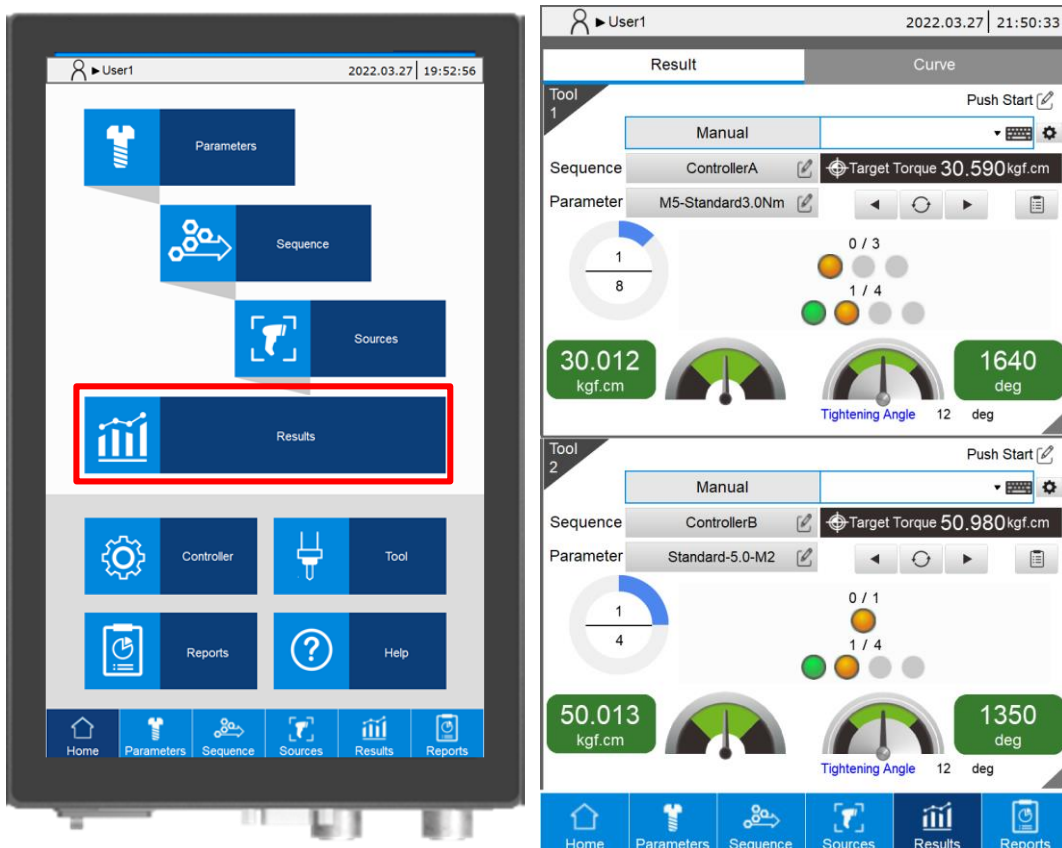 ►User1 2022.03.27 19:52:56
Parameters
Sequence
Sources
Results
Controller Tool
Reports Help
Home Parameters Sequence Sources Results Reports
►User1 2022.03.27 21:50:33
Result Curve
Tool 1
Push Start
Manual
Sequence ControllerA Target Torque 30.590 kgf.cm
Parameter M5-Standard3.0Nm
0 / 3
1
8
1 / 4
30.012 kgf.cm
1640 deg
Tightening Angle 12 deg
Tool 2
Push Start
Manual
Sequence ControllerB Target Torque 50.980 kgf.cm
Parameter Standard-5.0-M2
0 / 1
1
4
1 / 4
50.013 kgf.cm
1350 deg
Tightening Angle 12 deg
Home Parameters Sequence Sources Results Reports